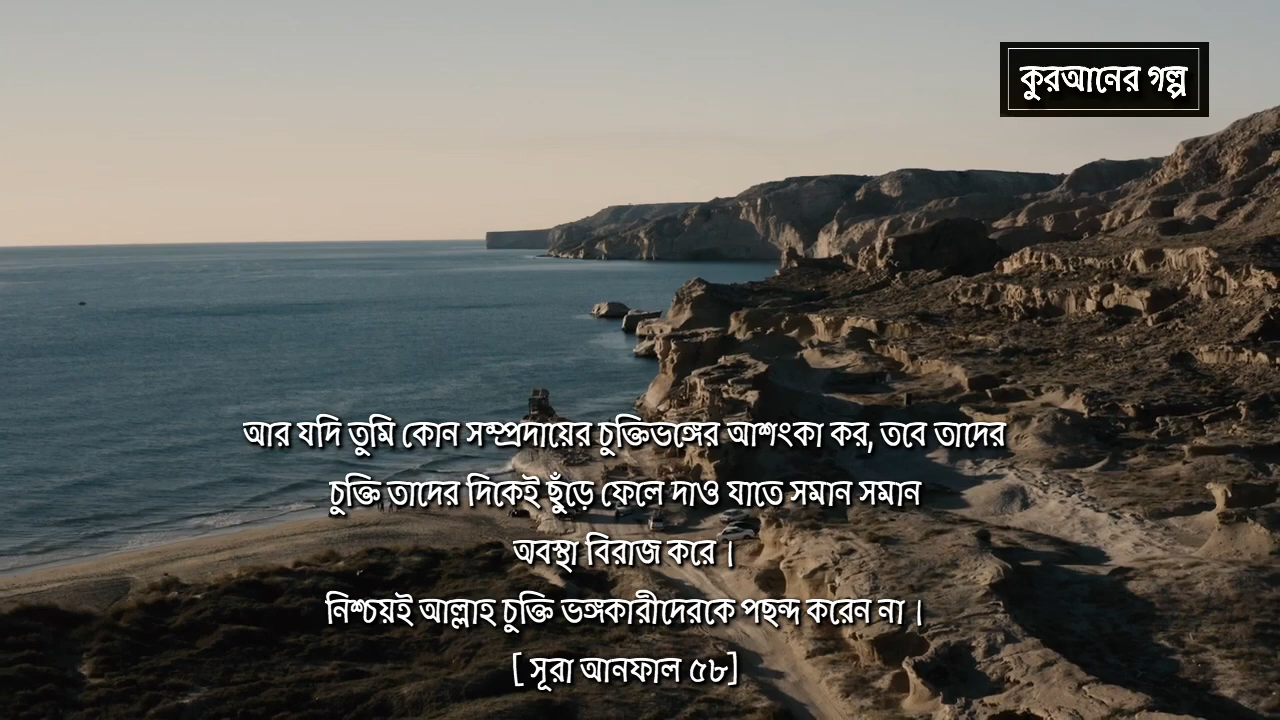 কুরআনের গল্প
আর যদি তুমি কোন সম্প্রদায়ের চুক্তিভঙ্গের আশংকা কর, তবে তাদের
চুক্তি তাদের দিকেই ছুঁড়ে ফেলে দাও যাতে সমান সমান
অবস্থা বিরাজ করে।
নিশ্চয়ই আল্লাহ চুক্তি ভঙ্গকারীদেরকে পছন্দ করেন না।
[ সূরা আনফাল ৫৮]